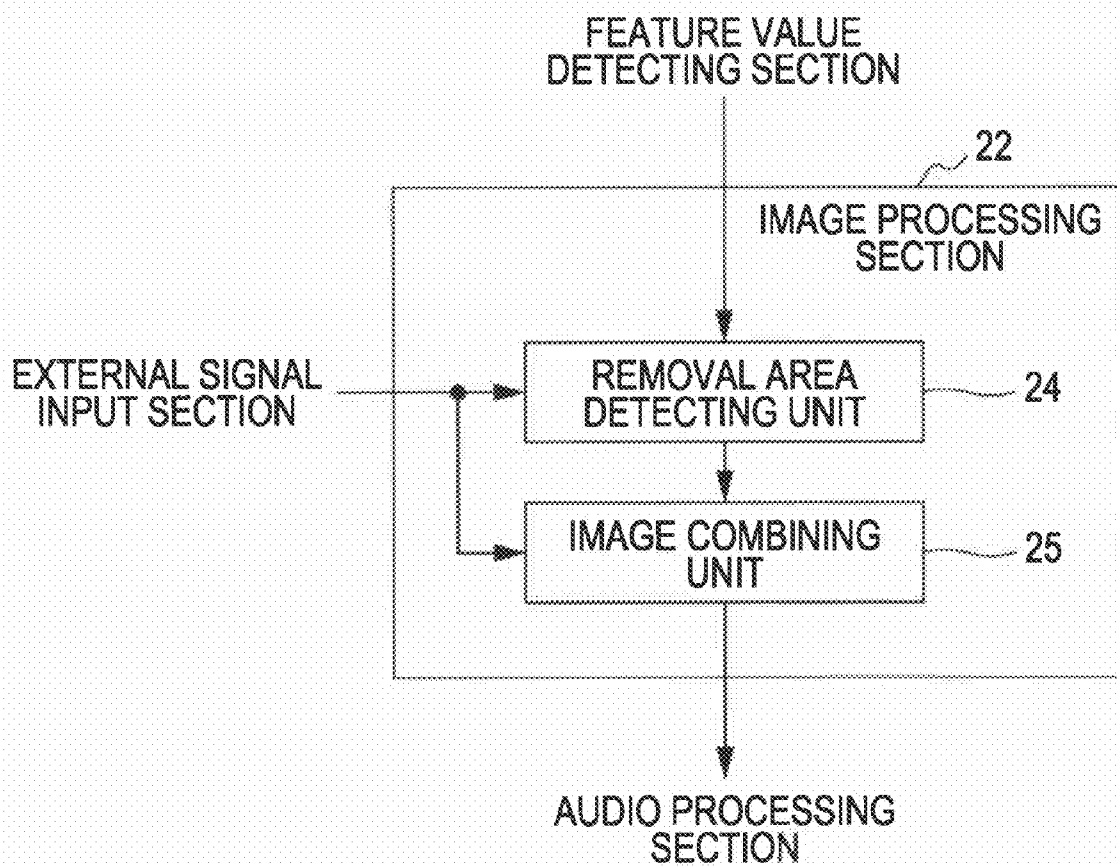 FEATURE VALUE
DETECTING SECTION
22
IMAGE PROCESSING
SECTION
EXTERNAL SIGNAL
INPUT SECTION
REMOVAL AREA
DETECTING UNIT
24
IMAGE COMBINING
UNIT
25
AUDIO PROCESSING
SECTION